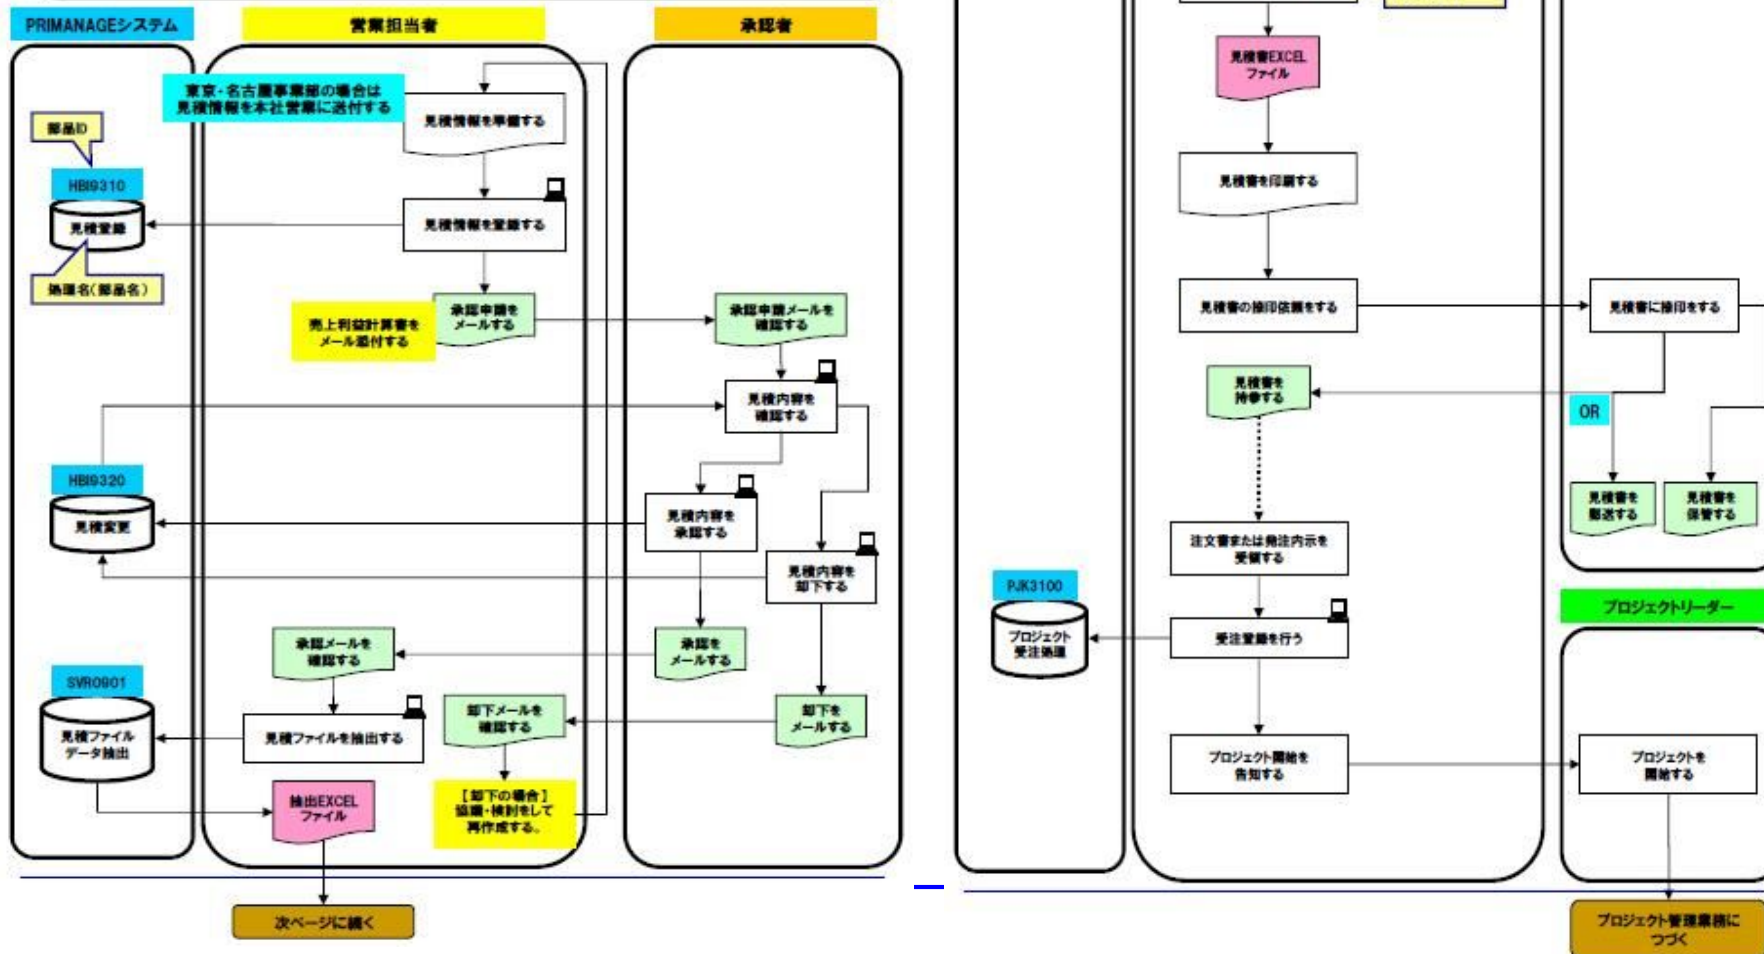 PRIMANAGEシステム
営業担当者
承認者
東京・名古屋事業部の場合は
見積情報を本社営業に送付する
見積情報を準備する
部品ID
HBI9310
見積登録
処理名(部品名)
見積情報を登録する
売上利益計算書を
メール添付する
承認申請を
メールする
承認申請メールを
確認する
見積内容を
確認する
HBI9320
見積変更
見積内容を
承認する
見積内容を
却下する
承認メールを
確認する
承認を
メールする
SVR0901
見積ファイル
データ抽出
見積ファイルを抽出する
却下メールを
確認する
却下を
メールする
抽出EXCEL
ファイル
【却下の場合】
協議・検討をして
再作成する。
次ページに続く
見積書EXCEL
ファイル
見積書を印刷する
見積書の捺印依頼をする
見積書に捺印をする
見積書を
持参する
OR
見積書を
郵送する
見積書を
保管する
注文書または発注内示を
受領する
PJK3100
プロジェクト
受注処理
受注登録を行う
プロジェクトリーダー
プロジェクト開始を
告知する
プロジェクトを
開始する
プロジェクト管理業務に
つづく